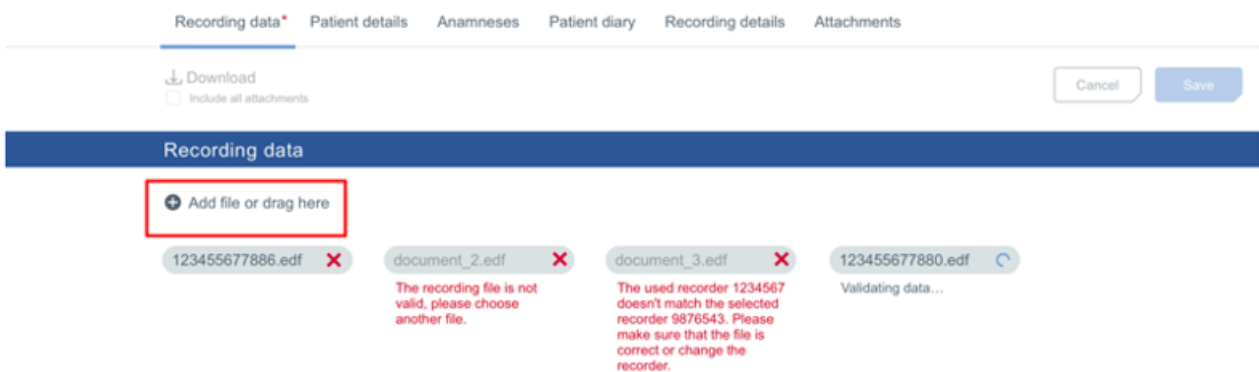 Recording data* Patient details Anamneses Patient diary Recording details Attachments
Download
Include all attachments
Cancel Save
Recording data
Add file or drag here
123455677886.edf
document_2.edf
The recording file is not
valid, please choose
another file.
document_3.edf
The used recorder 1234567
doesn't match the selected
recorder 9876543. Please
make sure that the file is
correct or change the
recorder.
123455677880.edf
Validating data...